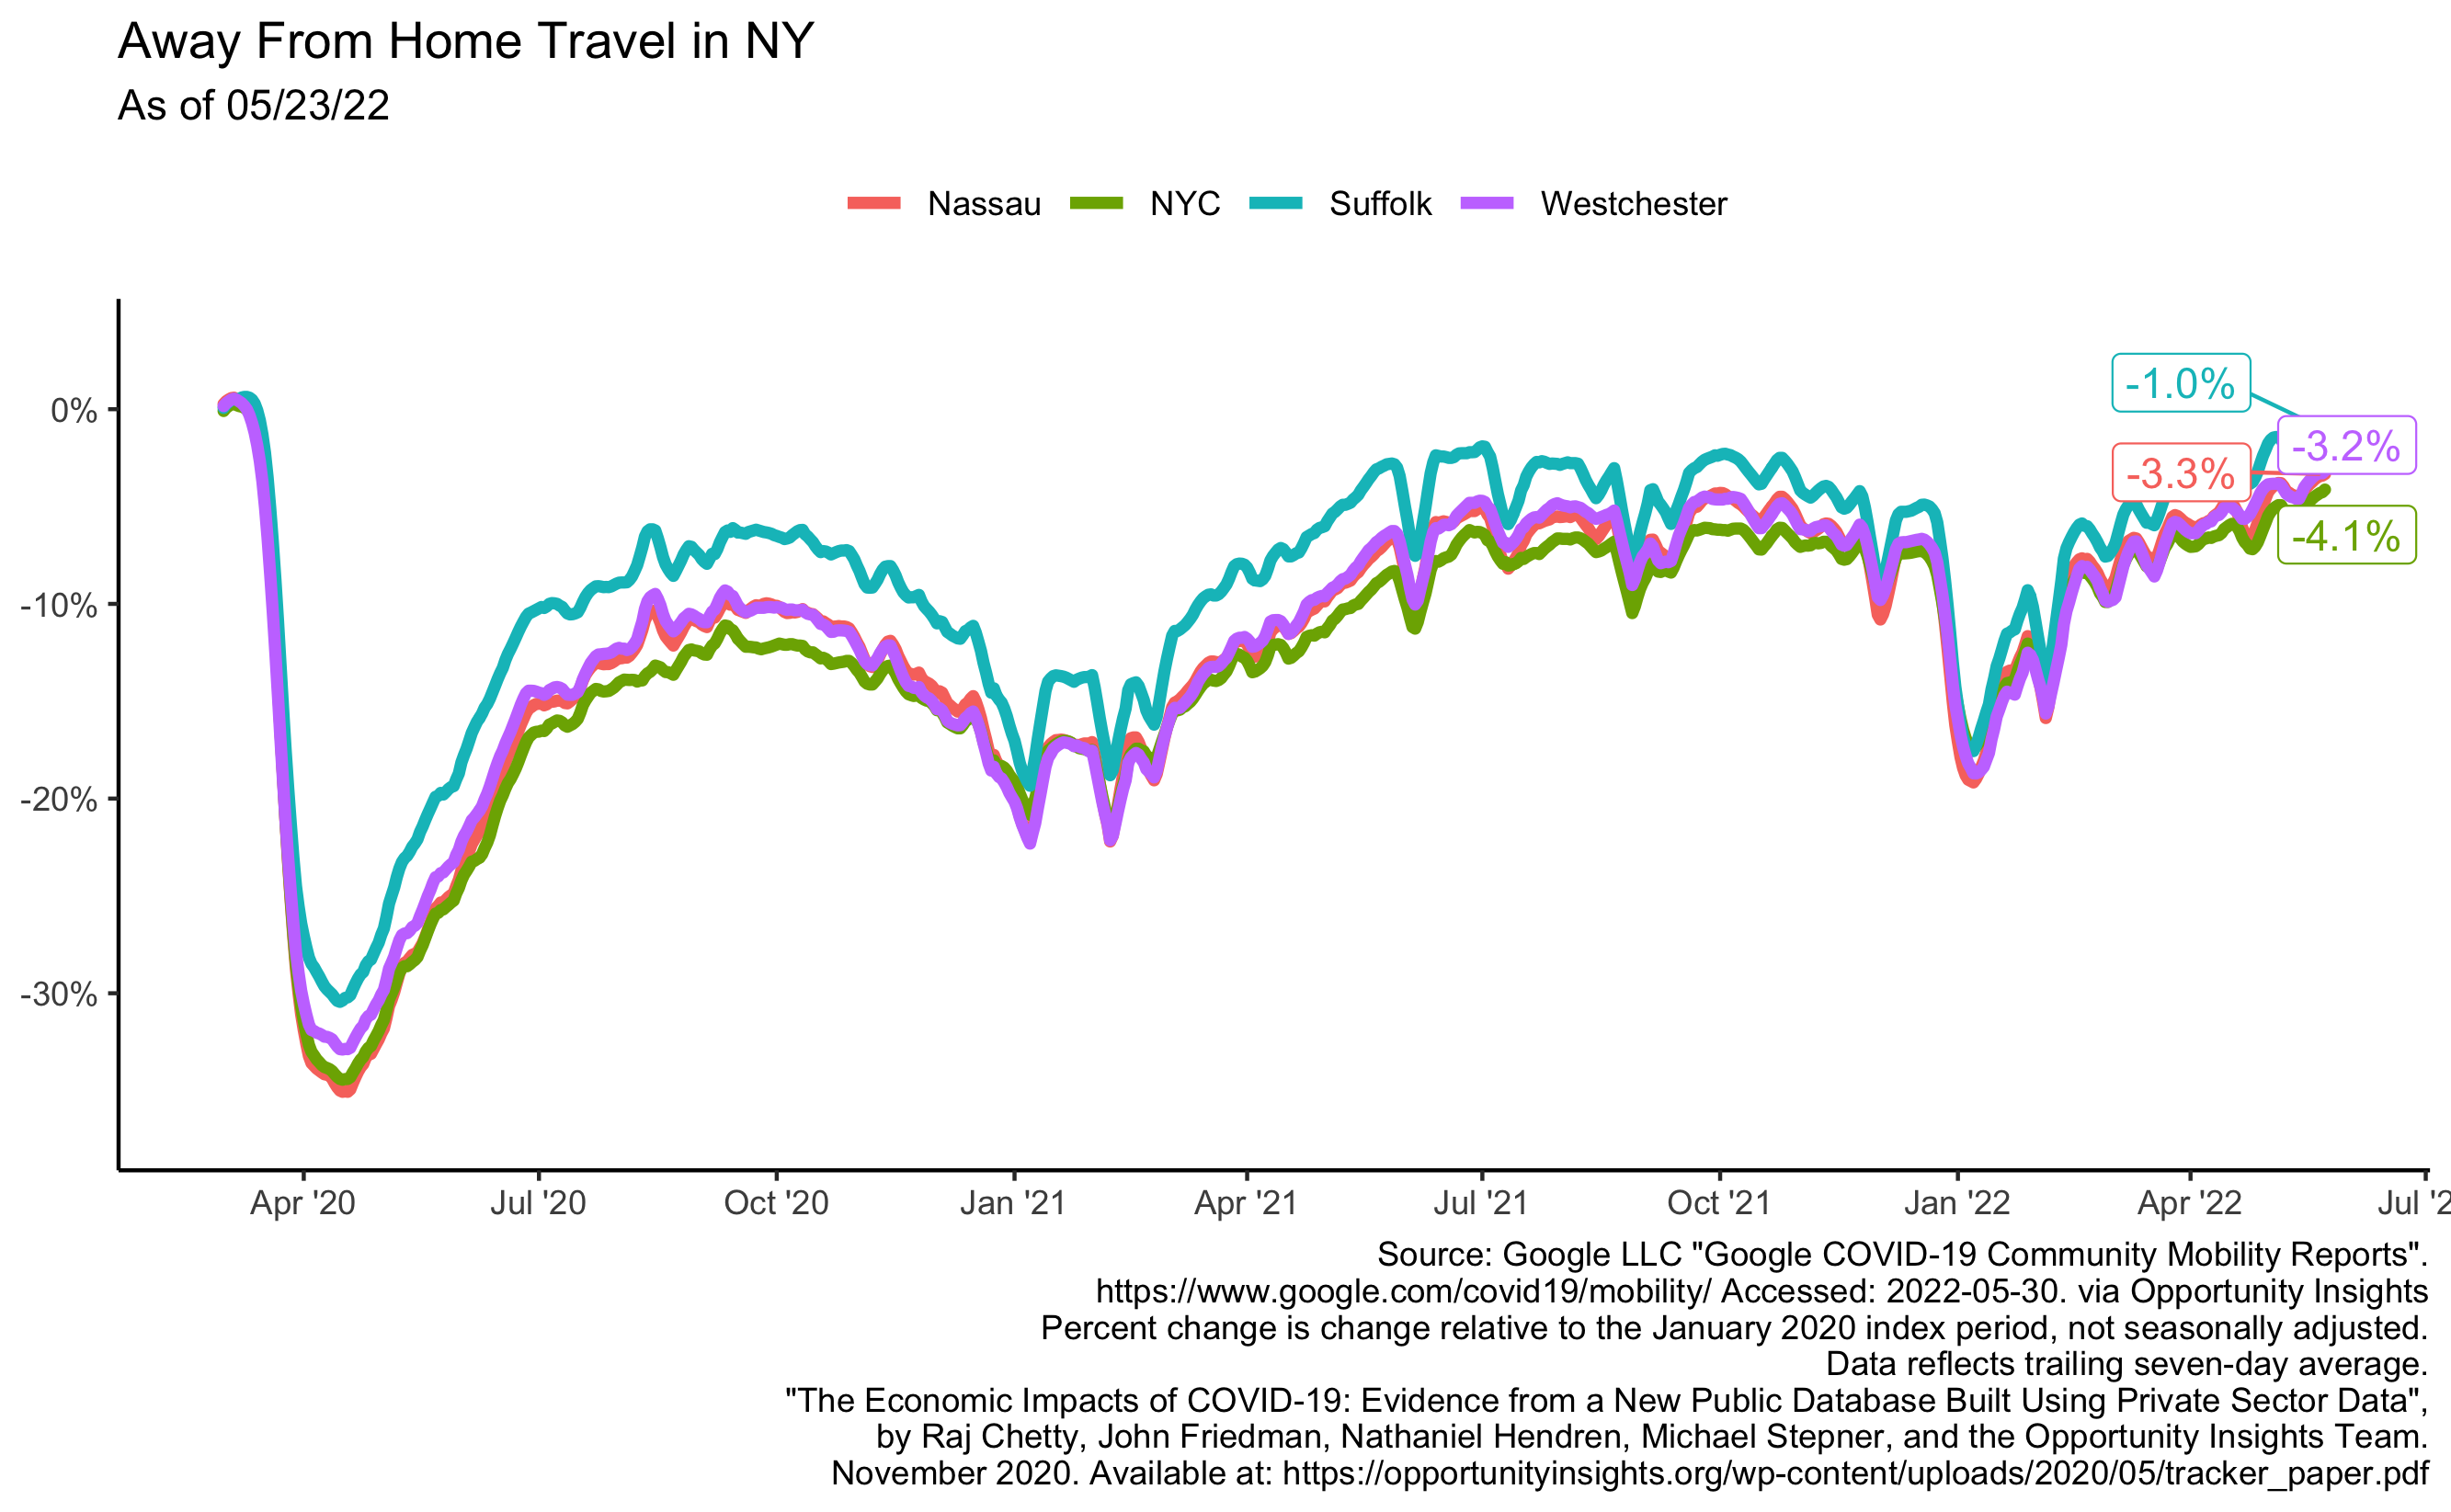 Away From Home Travel in NY
As of 05/23/22
Nassau NYC Suffolk Westchester
0%
-10%
-20%
-30%
-1.0%
-3.2%
-3.3%
-4.1%
Apr '20 Jul '20 Oct '20 Jan '21 Apr '21 Jul '21 Oct '21 Jan '22 Apr '22 Jul '2
Source: Google LLC "Google COVID-19 Community Mobility Reports".
https://www.google.com/covid19/mobility/ Accessed: 2022-05-30. via Opportunity Insights
Percent change is change relative to the January 2020 index period, not seasonally adjusted.
Data reflects trailing seven-day average.
"The Economic Impacts of COVID-19: Evidence from a New Public Database Built Using Private Sector Data",
by Raj Chetty, John Friedman, Nathaniel Hendren, Michael Stepner, and the Opportunity Insights Team.
November 2020. Available at: https://opportunityinsights.org/wp-content/uploads/2020/05/tracker_paper.pdf